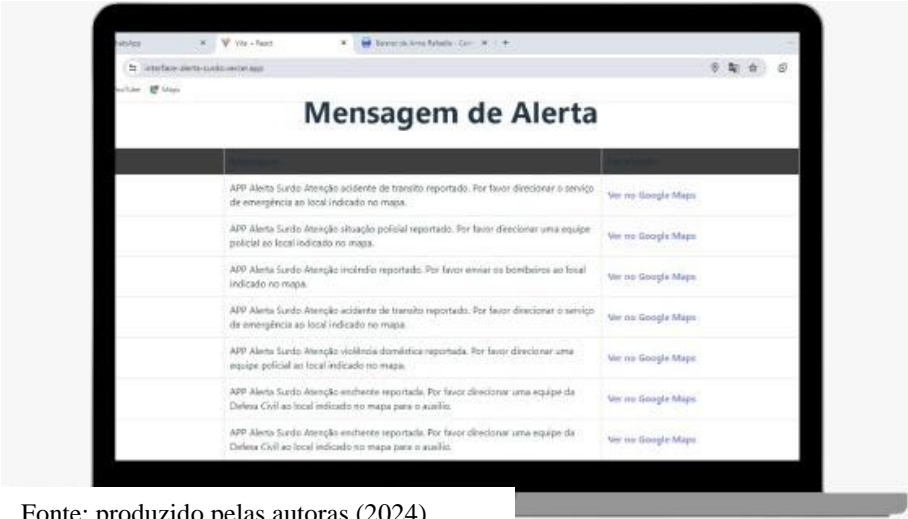 Vite + React
interface-alerta-surdo.vercel.app
YouTube Maps
Mensagem de Alerta
APP Alerta Surdo Atenção acidente de transito reportado. Por favor direcionar o serviço
de emergência ao local indicado no mapa.
Ver no Google Maps
APP Alerta Surdo Atenção situação policial reportado. Por favor direcionar uma equipe
policial ao local indicado no mapa.
Ver no Google Maps
APP Alerta Surdo Atenção incêndio reportado. Por favor enviar os bombeiros ao local
indicado no mapa.
Ver no Google Maps
APP Alerta Surdo Atenção acidente de transito reportado. Por favor direcionar o serviço
de emergência ao local indicado no mapa.
Ver no Google Maps
APP Alerta Surdo Atenção violência doméstica reportada. Por favor direcionar uma
equipe policial ao local indicado no mapa.
Ver no Google Maps
APP Alerta Surdo Atenção enchente reportada. Por favor direcionar uma equipe da
Defesa Civil ao local indicado no mapa para o auxílio.
Ver no Google Maps
APP Alerta Surdo Atenção enchente reportada. Por favor direcionar uma equipe da
Defesa Civil ao local indicado no mapa para o auxílio.
Ver no Google Maps
Fonte: produzido pelas autoras (2024)